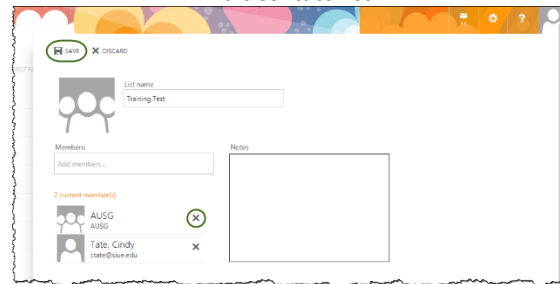 11
?
SAVE
DISCARD
List name
Training Test
Members:
Notes
Add members...
2 current member(s)
AUSG
AUSG
Tate, Cindy
ctate@siue.edu